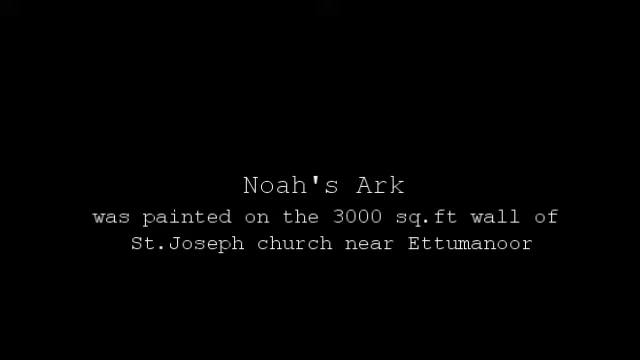 Noah's Ark
was painted on the 3000 sq.ft wall of
St.Joseph church near Ettumanoor